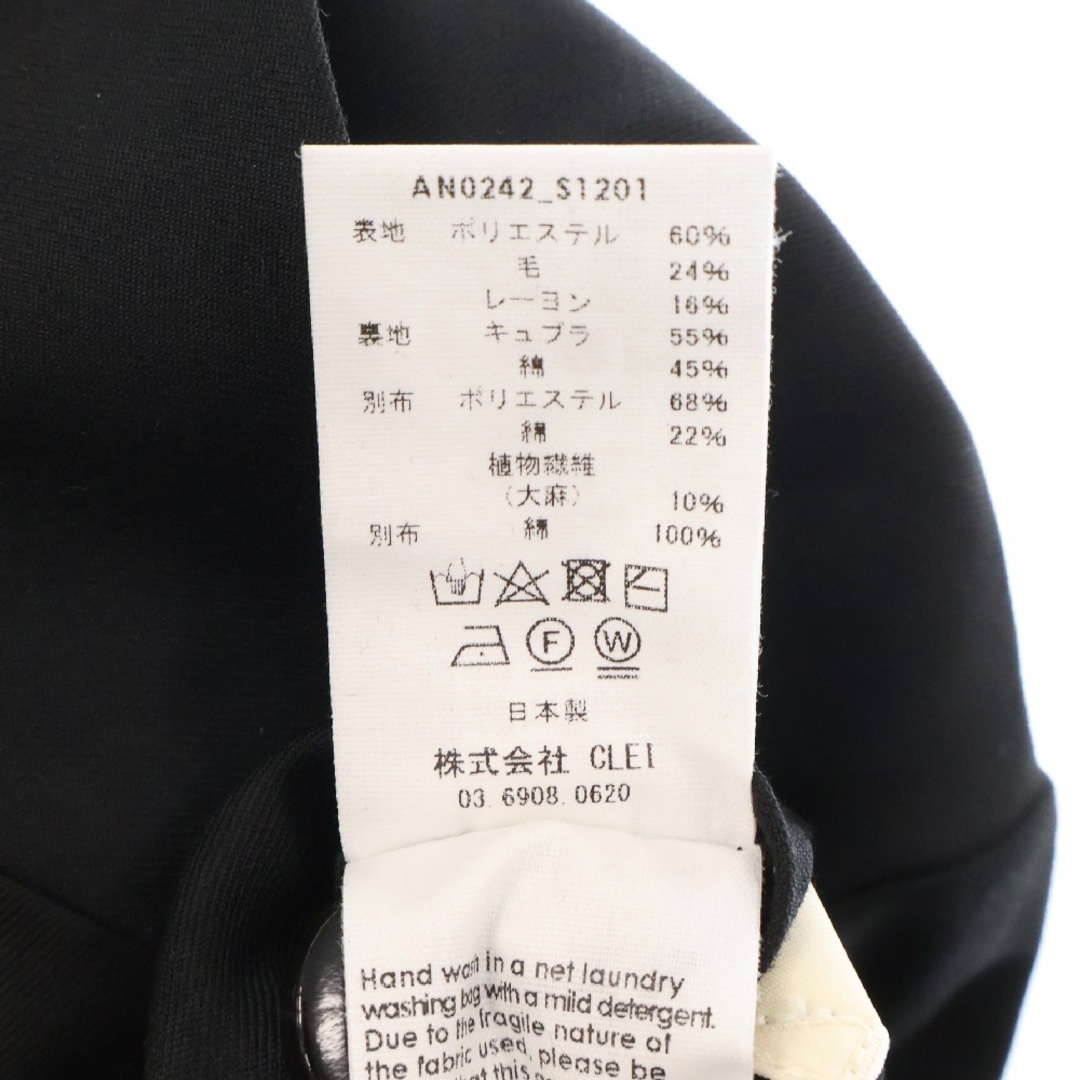 AN0242_S1201
表地 ポリエステル 60%
毛 24%
レーヨン 16%
裏地 キュプラ 55%
綿 45%
別布 ポリエステル 68%
綿 22%
植物繊維
(大麻) 10%
別布 綿 100%
F W
日本製
株式会社 CLEI
03.6908.0620
Hand wash in a net laundry
washing bag with a mild detergent.
Due to the fragile nature of
the fabric used, please be
that this